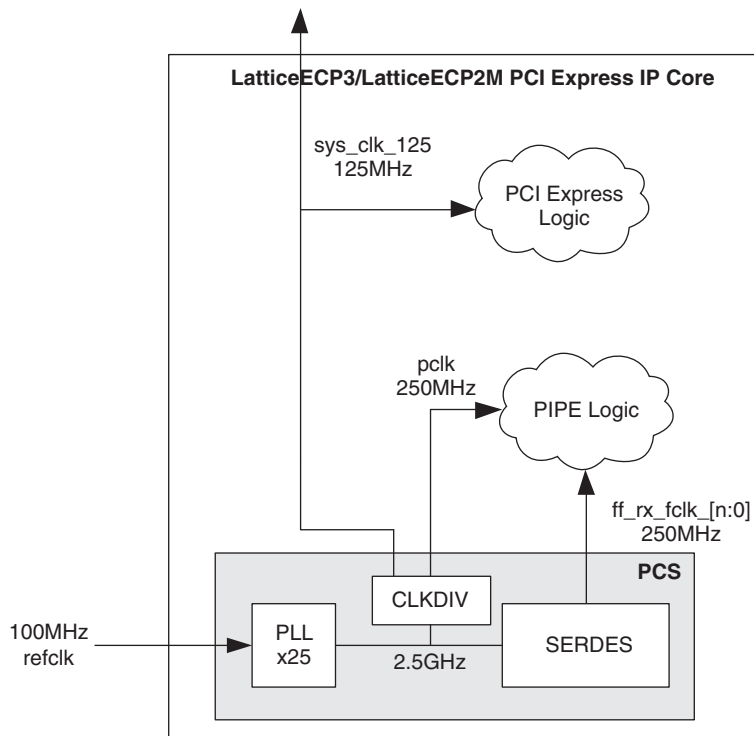 LatticeECP3/LatticeECP2M PCI Express IP Core
sys_clk_125
125MHz
PCI Express
Logic
pclk
250MHz
PIPE Logic
ff_rx_fclk_[n:0]
250MHz
PCS
CLKDIV
100MHz
refclk
PLL
x25
2.5GHz
SERDES